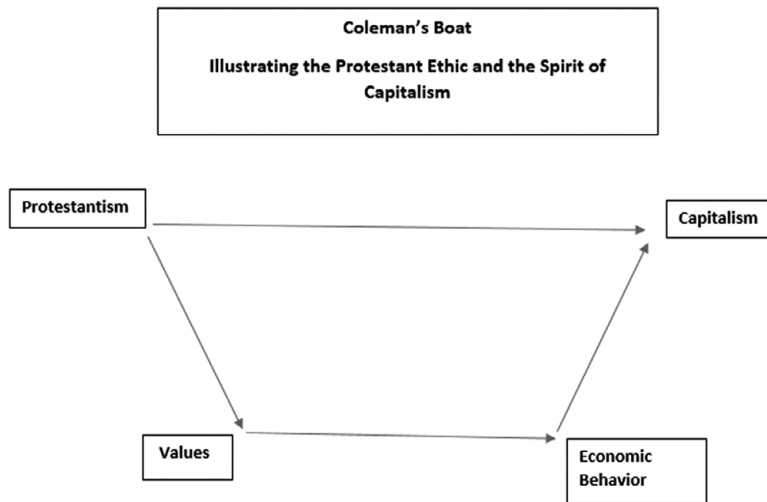 Coleman's Boat
Illustrating the Protestant Ethic and the Spirit of
Capitalism
Protestantism
Capitalism
Values
Economic
Behavior